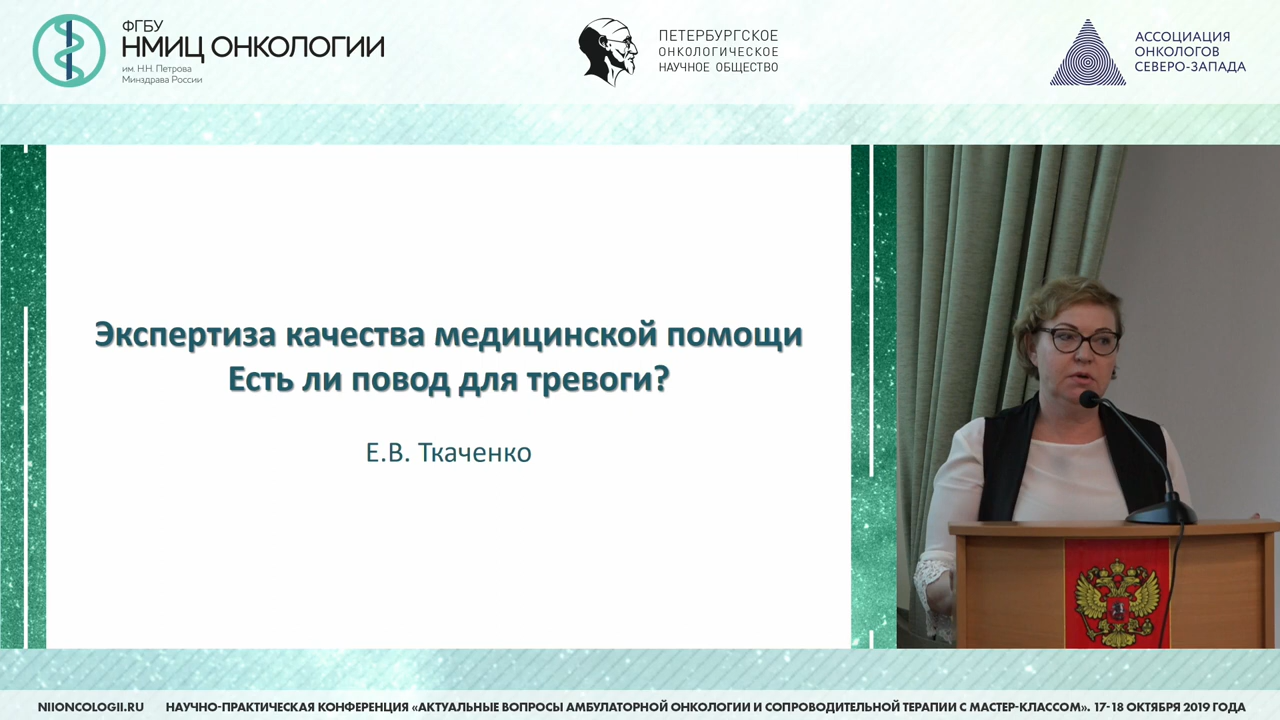 ФГБУ
НМИЦ ОНКОЛОГИИ
им. Н.Н. Петрова
Минздрава России
ПЕТЕРБУРГСКОЕ
ОНКОЛОГИЧЕСКОЕ
НАУЧНОЕ ОБЩЕСТВО
АССОЦИАЦИЯ
ОНКОЛОГОВ
СЕВЕРО-ЗАПАДА
Экспертиза качества медицинской помощи
Есть ли повод для тревоги?
Е.В. Ткаченко
NIIONCOLOGII.RU НАУЧНО-ПРАКТИЧЕСКАЯ КОНФЕРЕНЦИЯ «АКТУАЛЬНЫЕ ВОПРОСЫ АМБУЛАТОРНОЙ ОНКОЛОГИИ И СОПРОВОДИТЕЛЬНОЙ ТЕРАПИИ С МАСТЕР-КЛАССОМ». 17-18 ОКТЯБРЯ 2019 ГОДА